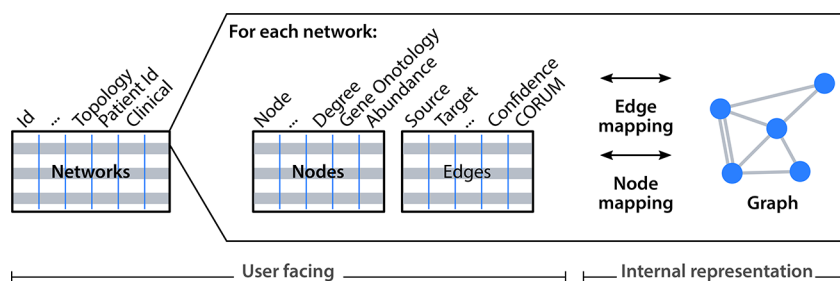 For each network:
Id
...
Topology
Patient Id
Clinical
Networks
Node
...
Degree
Gene Onotology
Abundance
Nodes
Source
Target
...
Confidence
CORUM
Edges
Edge
mapping
Node
mapping
Graph
User facing
Internal representation